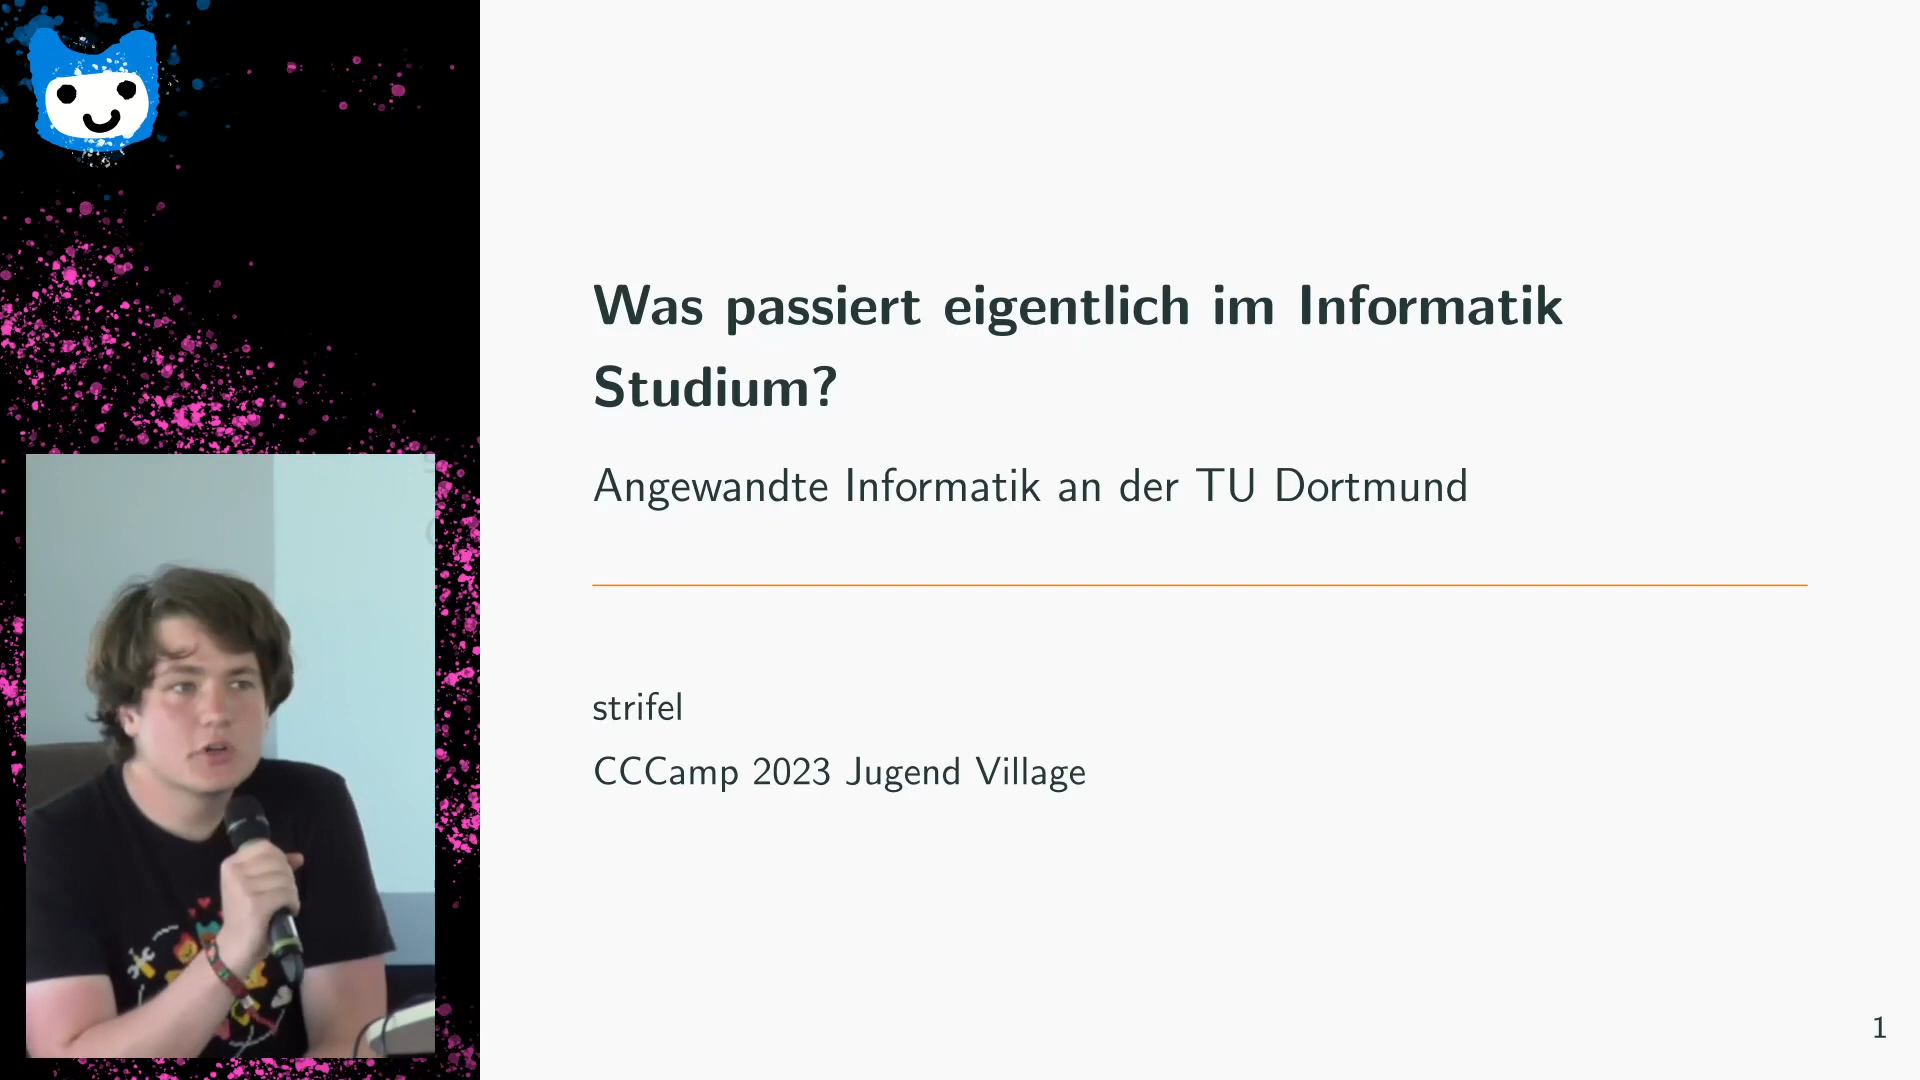 Was passiert eigentlich im Informatik
Studium?
Angewandte Informatik an der TU Dortmund
strifel
CCCamp 2023 Jugend Village
1